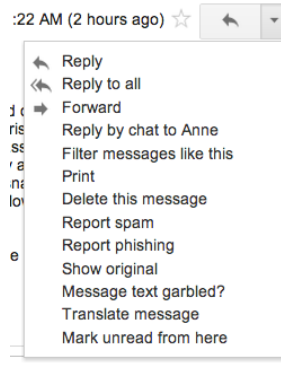 :22 AM (2 hours ago)
Reply
Reply to all
Forward
Reply by chat to Anne
Filter messages like this
Print
Delete this message
Report spam
Report phishing
Show original
Message text garbled?
Translate message
Mark unread from here